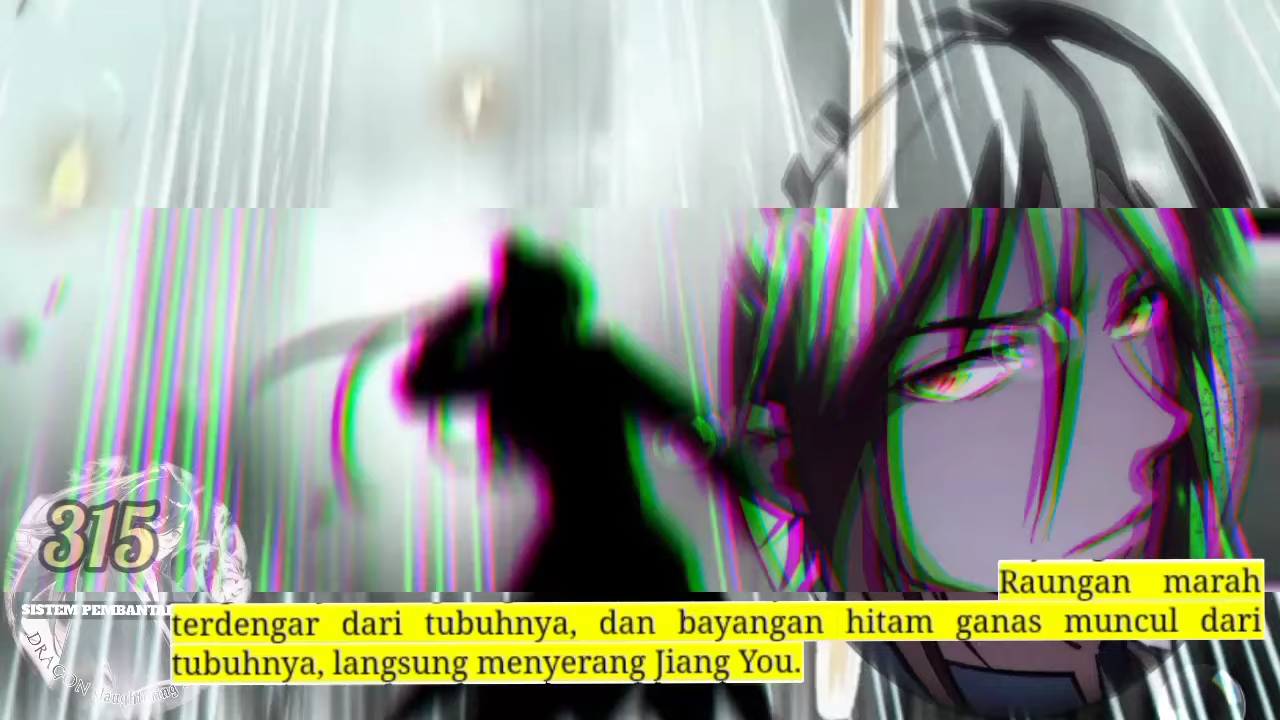 315
SISTEM PEMBANTAI
DRAGON
Raungan marah
terdengar dari tubuhnya, dan bayangan hitam ganas muncul dari
tubuhnya, langsung menyerang Jiang You.